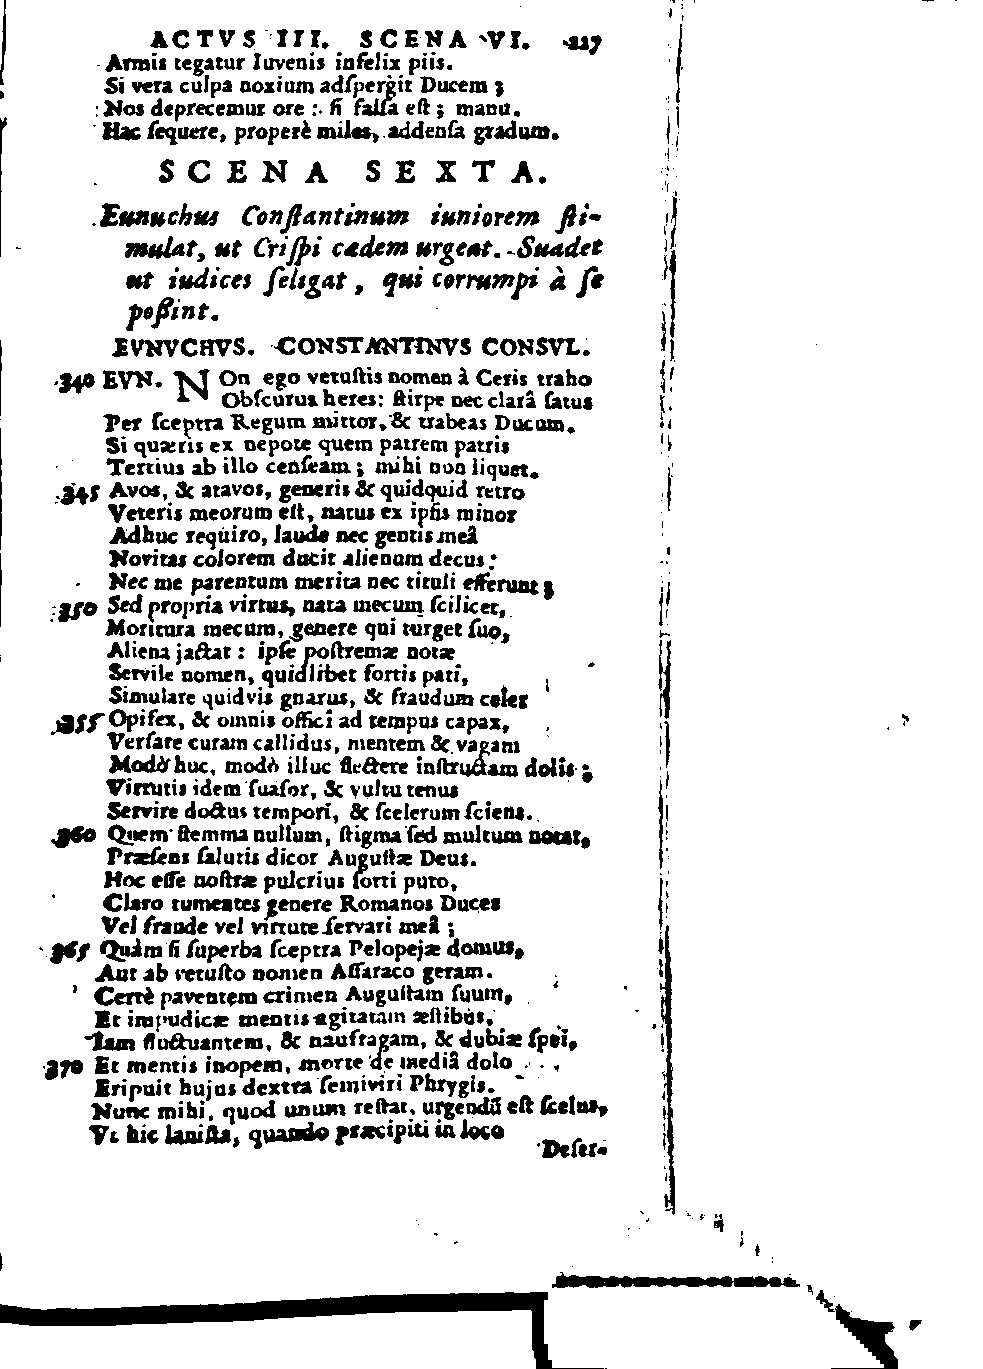 ACTVS III. SCENA VI. 227
Armis tegatur Iuvenis infelix piis.
Si vera culpa noxium adſpergit Ducem ;
Nos deprecemur ore : ſi falſa eſt ; manu.
Hac ſequere, properè miles, addenſa gradum.
SCENA SEXTA.
Eunuchus Conſtantinum iuniorem ſti-
mulat, ut Criſpi cædem urgeat. Suadet
ut iudices ſeligat, qui corrumpi à ſe
poßint.
EVNVCHVS. CONSTANTINVS CONSVL.
340 EVN. NOn ego vetuſtis nomen à Ceris traho
Obſcurus heres: ſtirpe nec clarâ ſatus
Per ſceptra Regum mittor, & trabeas Ducum.
Si quæris ex nepote quem patrem patris
Tertius ab illo cenſeam ; mihi non liquet.
345 Avos, & atavos, generis & quidquid retro
Veteris meorum eſt, natus ex ipſis minor
Adhuc requiro, laude nec gentis meâ
Novitas colorem ducit alienum decus:
Nec me parentum merita nec tituli efferunt ;
350 Sed propria virtus, nata mecum ſcilicet,
Moritura mecum, genere qui turget ſuo,
Aliena jactat : ipſe poſtremæ notæ
Servile nomen, quidlibet fortis pati,
Simulare quidvis gnarus, & fraudum celer
355 Opifex, & omnis offici ad tempus capax,
Verſare curam callidus, mentem & vagam
Modò huc, modò illuc flectere inſtructam dolis ;
Virtutis idem ſuaſor, & vultu tenus
Servire doctus tempori, & ſcelerum ſciens.
360 Quem ſtemma nullum, ſtigma ſed multum notat,
Præſens ſalutis dicor Auguſtæ Deus.
Hoc eſſe noſtræ pulcrius ſorti puto,
Claro tumentes genere Romanos Duces
Vel fraude vel virtute ſervari meâ ;
365 Quàm ſi ſuperba ſceptra Pelopejæ domus,
Aut ab vetuſto nomen Aſſaraco geram.
Certè paventem crimen Auguſtam ſuum,
Et impudicæ mentis agitatam æſtibus,
Iam fluctuantem, & naufragam, & dubiæ ſpei,
370 Et mentis inopem, morte de mediâ dolo
Eripuit hujus dextra ſemiviri Phrygis.
Nunc mihi, quod unum reſtat, urgendū eſt ſcelus,
Vt hic laniſta, quando præcipiti in loco
Deſer-